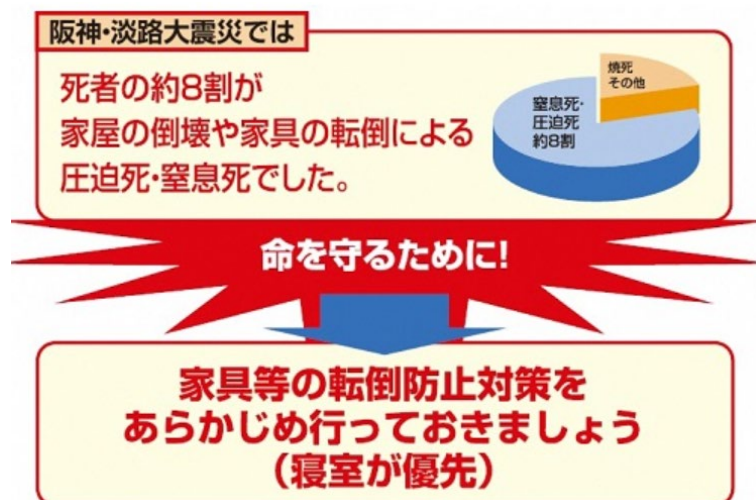 阪神・淡路大震災では
死者の約8割が
家屋の倒壊や家具の転倒による
圧迫死・窒息死でした。
焼死
その他
窒息死・
圧迫死
約8割
命を守るために!
家具等の転倒防止対策を
あらかじめ行っておきましょう
(寝室が優先)